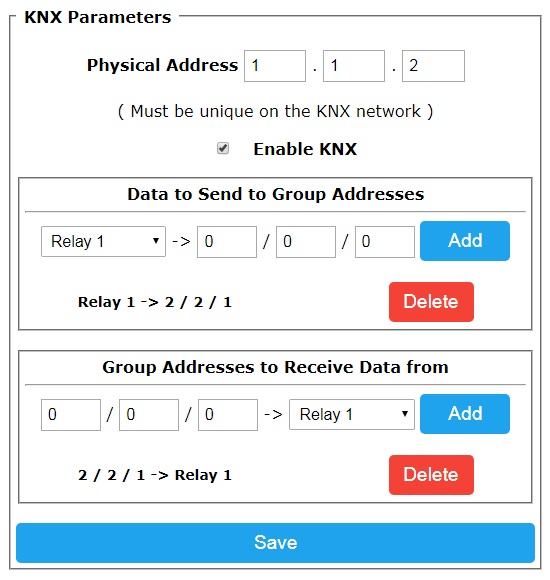 KNX Parameters
Physical Address 1 . 1 . 2
( Must be unique on the KNX network )
Enable KNX
Data to Send to Group Addresses
Relay 1 -> 0 / 0 / 0 Add
Relay 1 -> 2 / 2 / 1 Delete
Group Addresses to Receive Data from
0 / 0 / 0 -> Relay 1 Add
2 / 2 / 1 -> Relay 1 Delete
Save